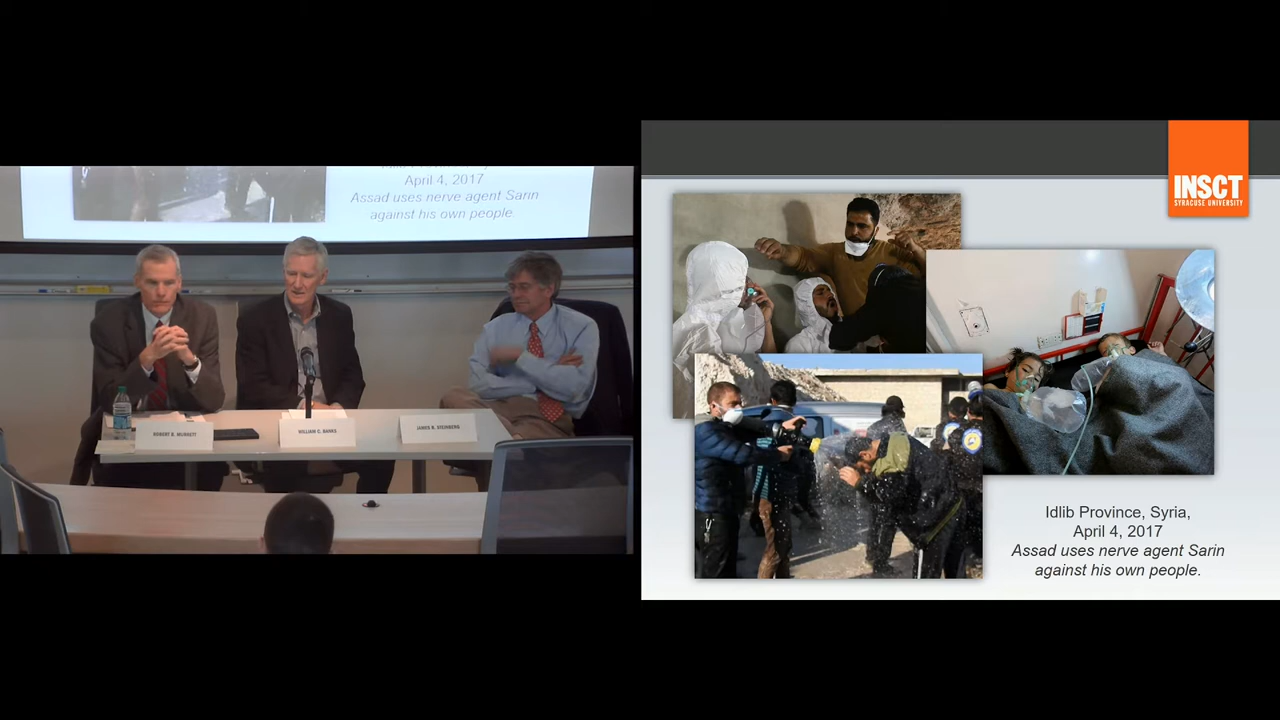 April 4, 2017
Assad uses nerve agent Sarin
against his own people.
ROBERT B. MURRETT
WILLIAM C. BANKS
JAMES B. STEINBERG
INSCT
SYRACUSE UNIVERSITY
Idlib Province, Syria,
April 4, 2017
Assad uses nerve agent Sarin
against his own people.